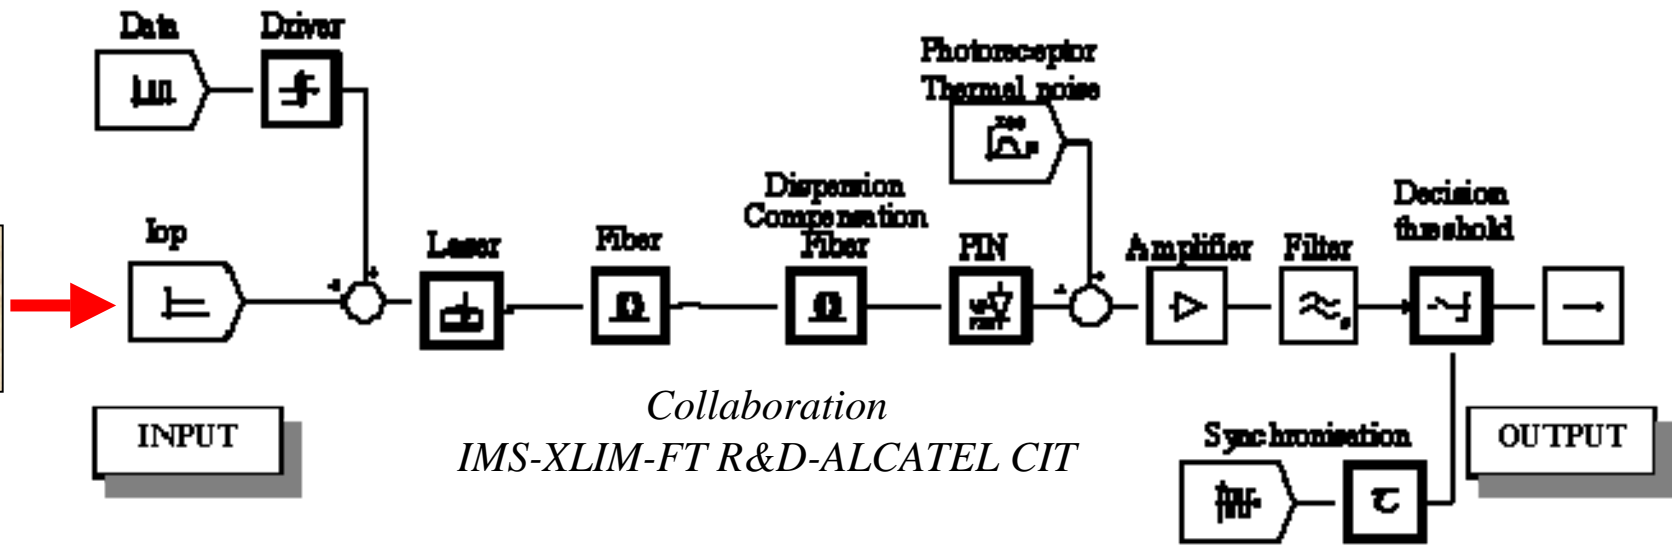 Data
Driver
Photoreceptor
Thermal noise
Iop
Laser
Fiber
Dispersion
Compensation
Fiber
PIN
Amplifier
Filter
Decision
threshold
INPUT
Collaboration
IMS-XLIM-FT R&D-ALCATEL CIT
Synchronisation
OUTPUT